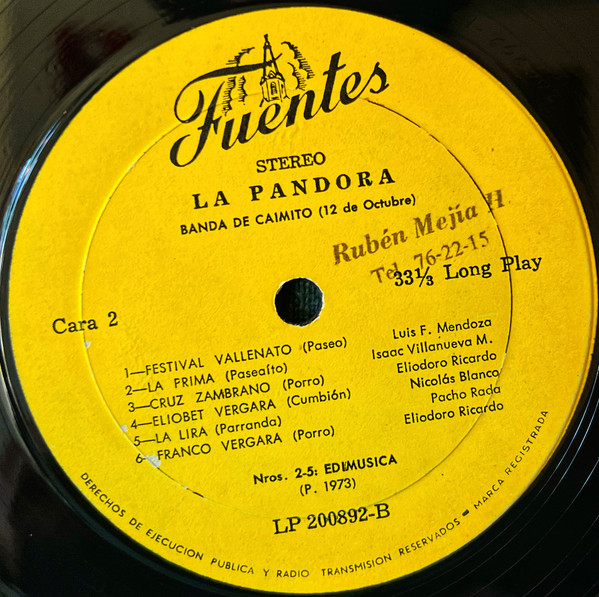 Fuentes
STEREO
LA PANDORA
BANDA DE CAIMITO (12 de Octubre)
Rubén Mejía H
Tel. 76-22-15
33⅓ Long Play
Cara 2
1—FESTIVAL VALLENATO (Paseo) Luis F. Mendoza
2—LA PRIMA (Paseaíto) Isaac Villanueva M.
3—CRUZ ZAMBRANO (Porro) Eliodoro Ricardo
4—ELIOBET VERGARA (Cumbión) Nicolás Blanco
5—LA LIRA (Parranda) Pacho Rada
6—FRANCO VERGARA (Porro) Eliodoro Ricardo
Nros. 2-5: EDIMUSICA
(P. 1973)
LP 200892-B
DERECHOS DE EJECUCION PUBLICA Y RADIO TRANSMISION RESERVADOS — MARCA REGISTRADA